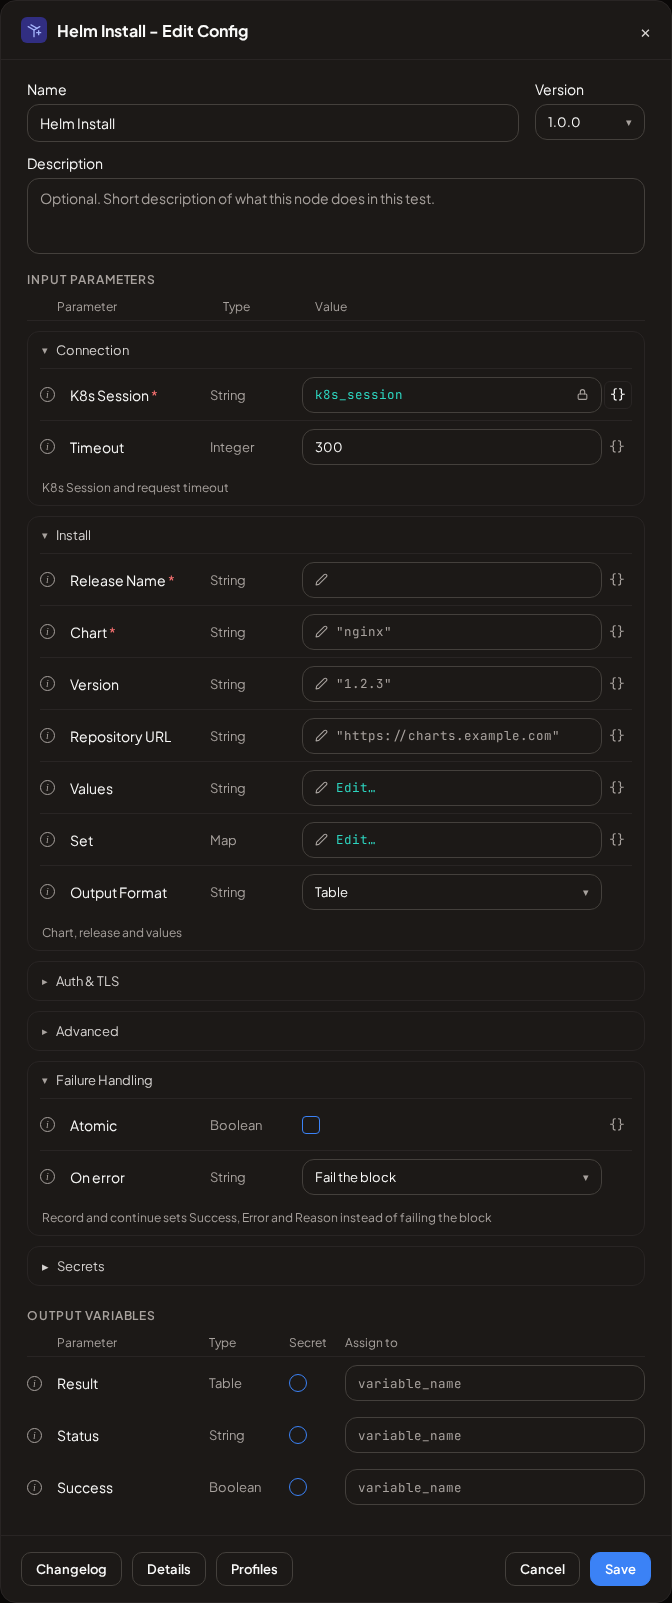 Helm Install - Edit Config ×
Name Version
Helm Install 1.0.0 ▾
Description
Optional. Short description of what this node does in this test.
INPUT PARAMETERS
Parameter Type Value
▾ Connection
i K8s Session * String k8s_session {}
i Timeout Integer 300 {}
K8s Session and request timeout
▾ Install
i Release Name * String {}
i Chart * String "nginx" {}
i Version String "1.2.3" {}
i Repository URL String "https://charts.example.com" {}
i Values String Edit… {}
i Set Map Edit… {}
i Output Format String Table ▾
Chart, release and values
▸ Auth & TLS
▸ Advanced
▾ Failure Handling
i Atomic Boolean {}
i On error String Fail the block ▾
Record and continue sets Success, Error and Reason instead of failing the block
▸ Secrets
OUTPUT VARIABLES
Parameter Type Secret Assign to
i Result Table variable_name
i Status String variable_name
i Success Boolean variable_name
Changelog Details Profiles Cancel Save